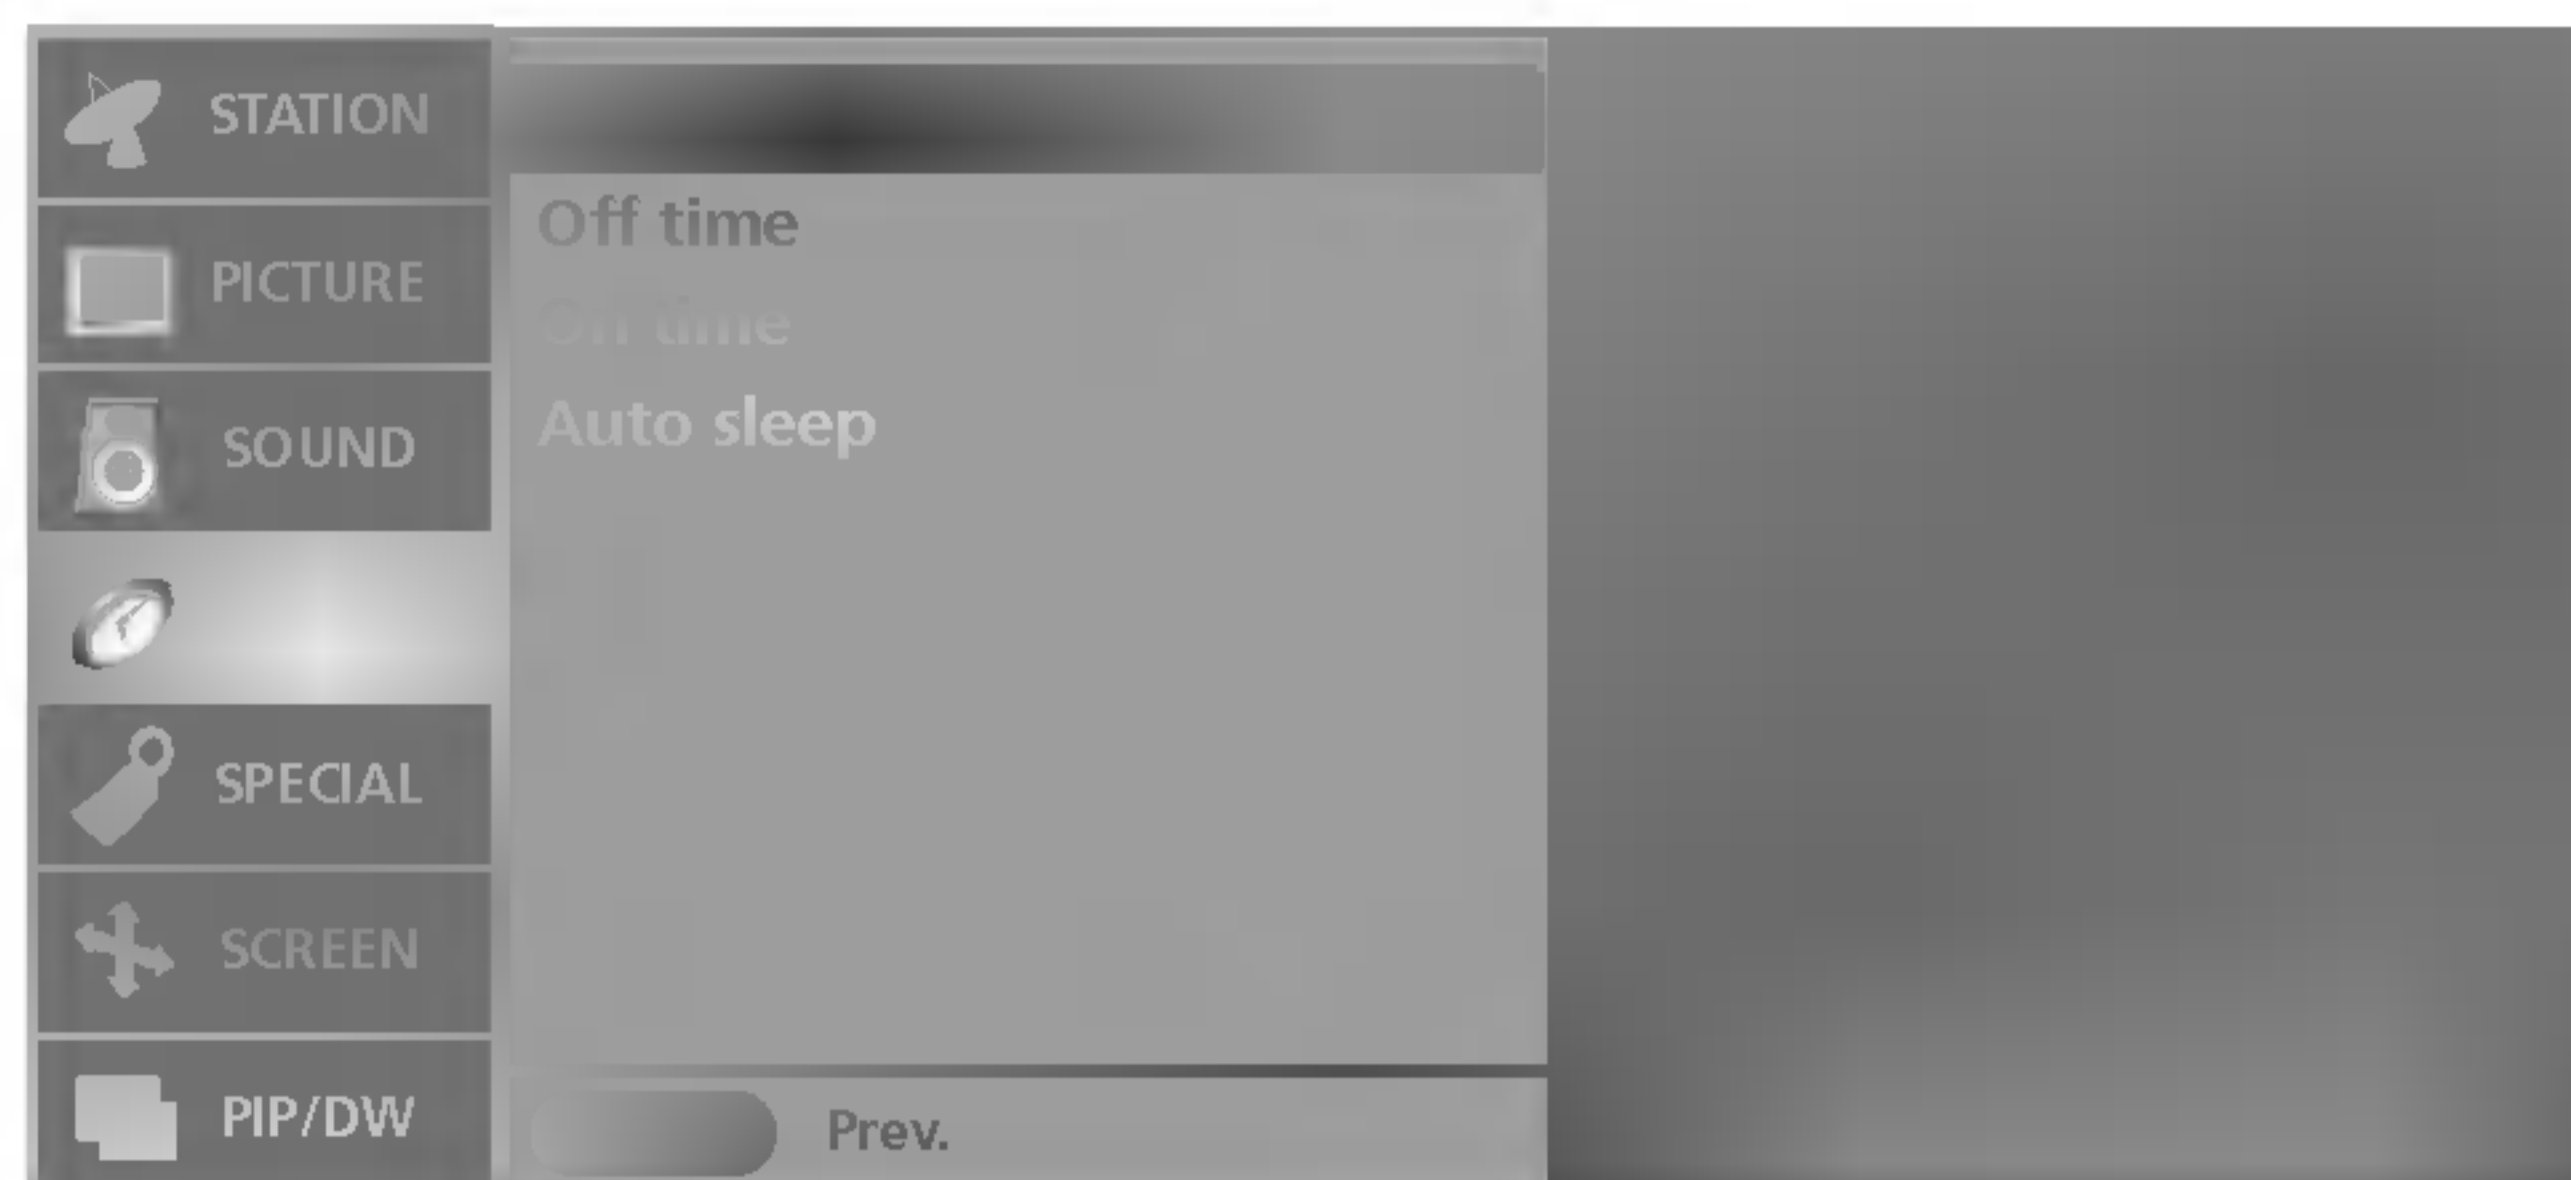 STATION
PICTURE
SOUND
SPECIAL
SCREEN
PIP/DW
Off time
On time
Auto sleep
Prev.